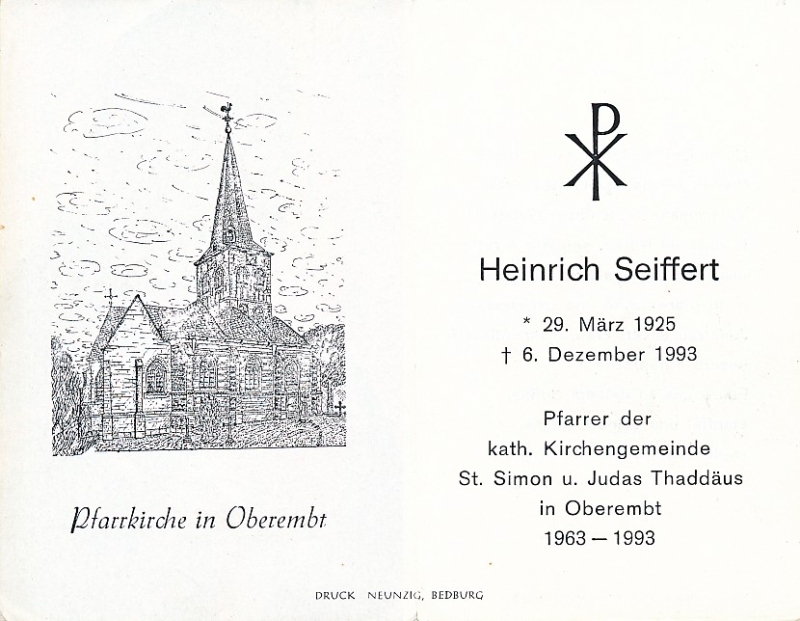 Pfarrkirche in Oberembt
Heinrich Seiffert
* 29. März 1925
† 6. Dezember 1993
Pfarrer der
kath. Kirchengemeinde
St. Simon u. Judas Thaddäus
in Oberembt
1963 — 1993
DRUCK NEUNZIG, BEDBURG